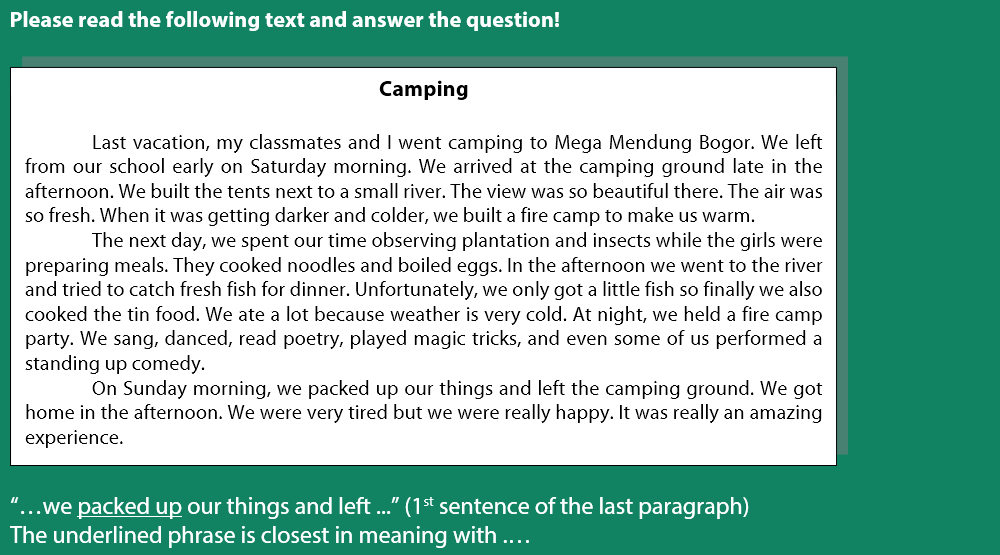 Please read the following text and answer the question!
Camping
Last vacation, my classmates and I went camping to Mega Mendung Bogor. We left
from our school early on Saturday morning. We arrived at the camping ground late in the
afternoon. We built the tents next to a small river. The view was so beautiful there. The air was
so fresh. When it was getting darker and colder, we built a fire camp to make us warm.
The next day, we spent our time observing plantation and insects while the girls were
preparing meals. They cooked noodles and boiled eggs. In the afternoon we went to the river
and tried to catch fresh fish for dinner. Unfortunately, we only got a little fish so finally we also
cooked the tin food. We ate a lot because weather is very cold. At night, we held a fire camp
party. We sang, danced, read poetry, played magic tricks, and even some of us performed a
standing up comedy.
On Sunday morning, we packed up our things and left the camping ground. We got
home in the afternoon. We were very tired but we were really happy. It was really an amazing
experience.
“…we packed up our things and left ...” (1st sentence of the last paragraph)
The underlined phrase is closest in meaning with ….